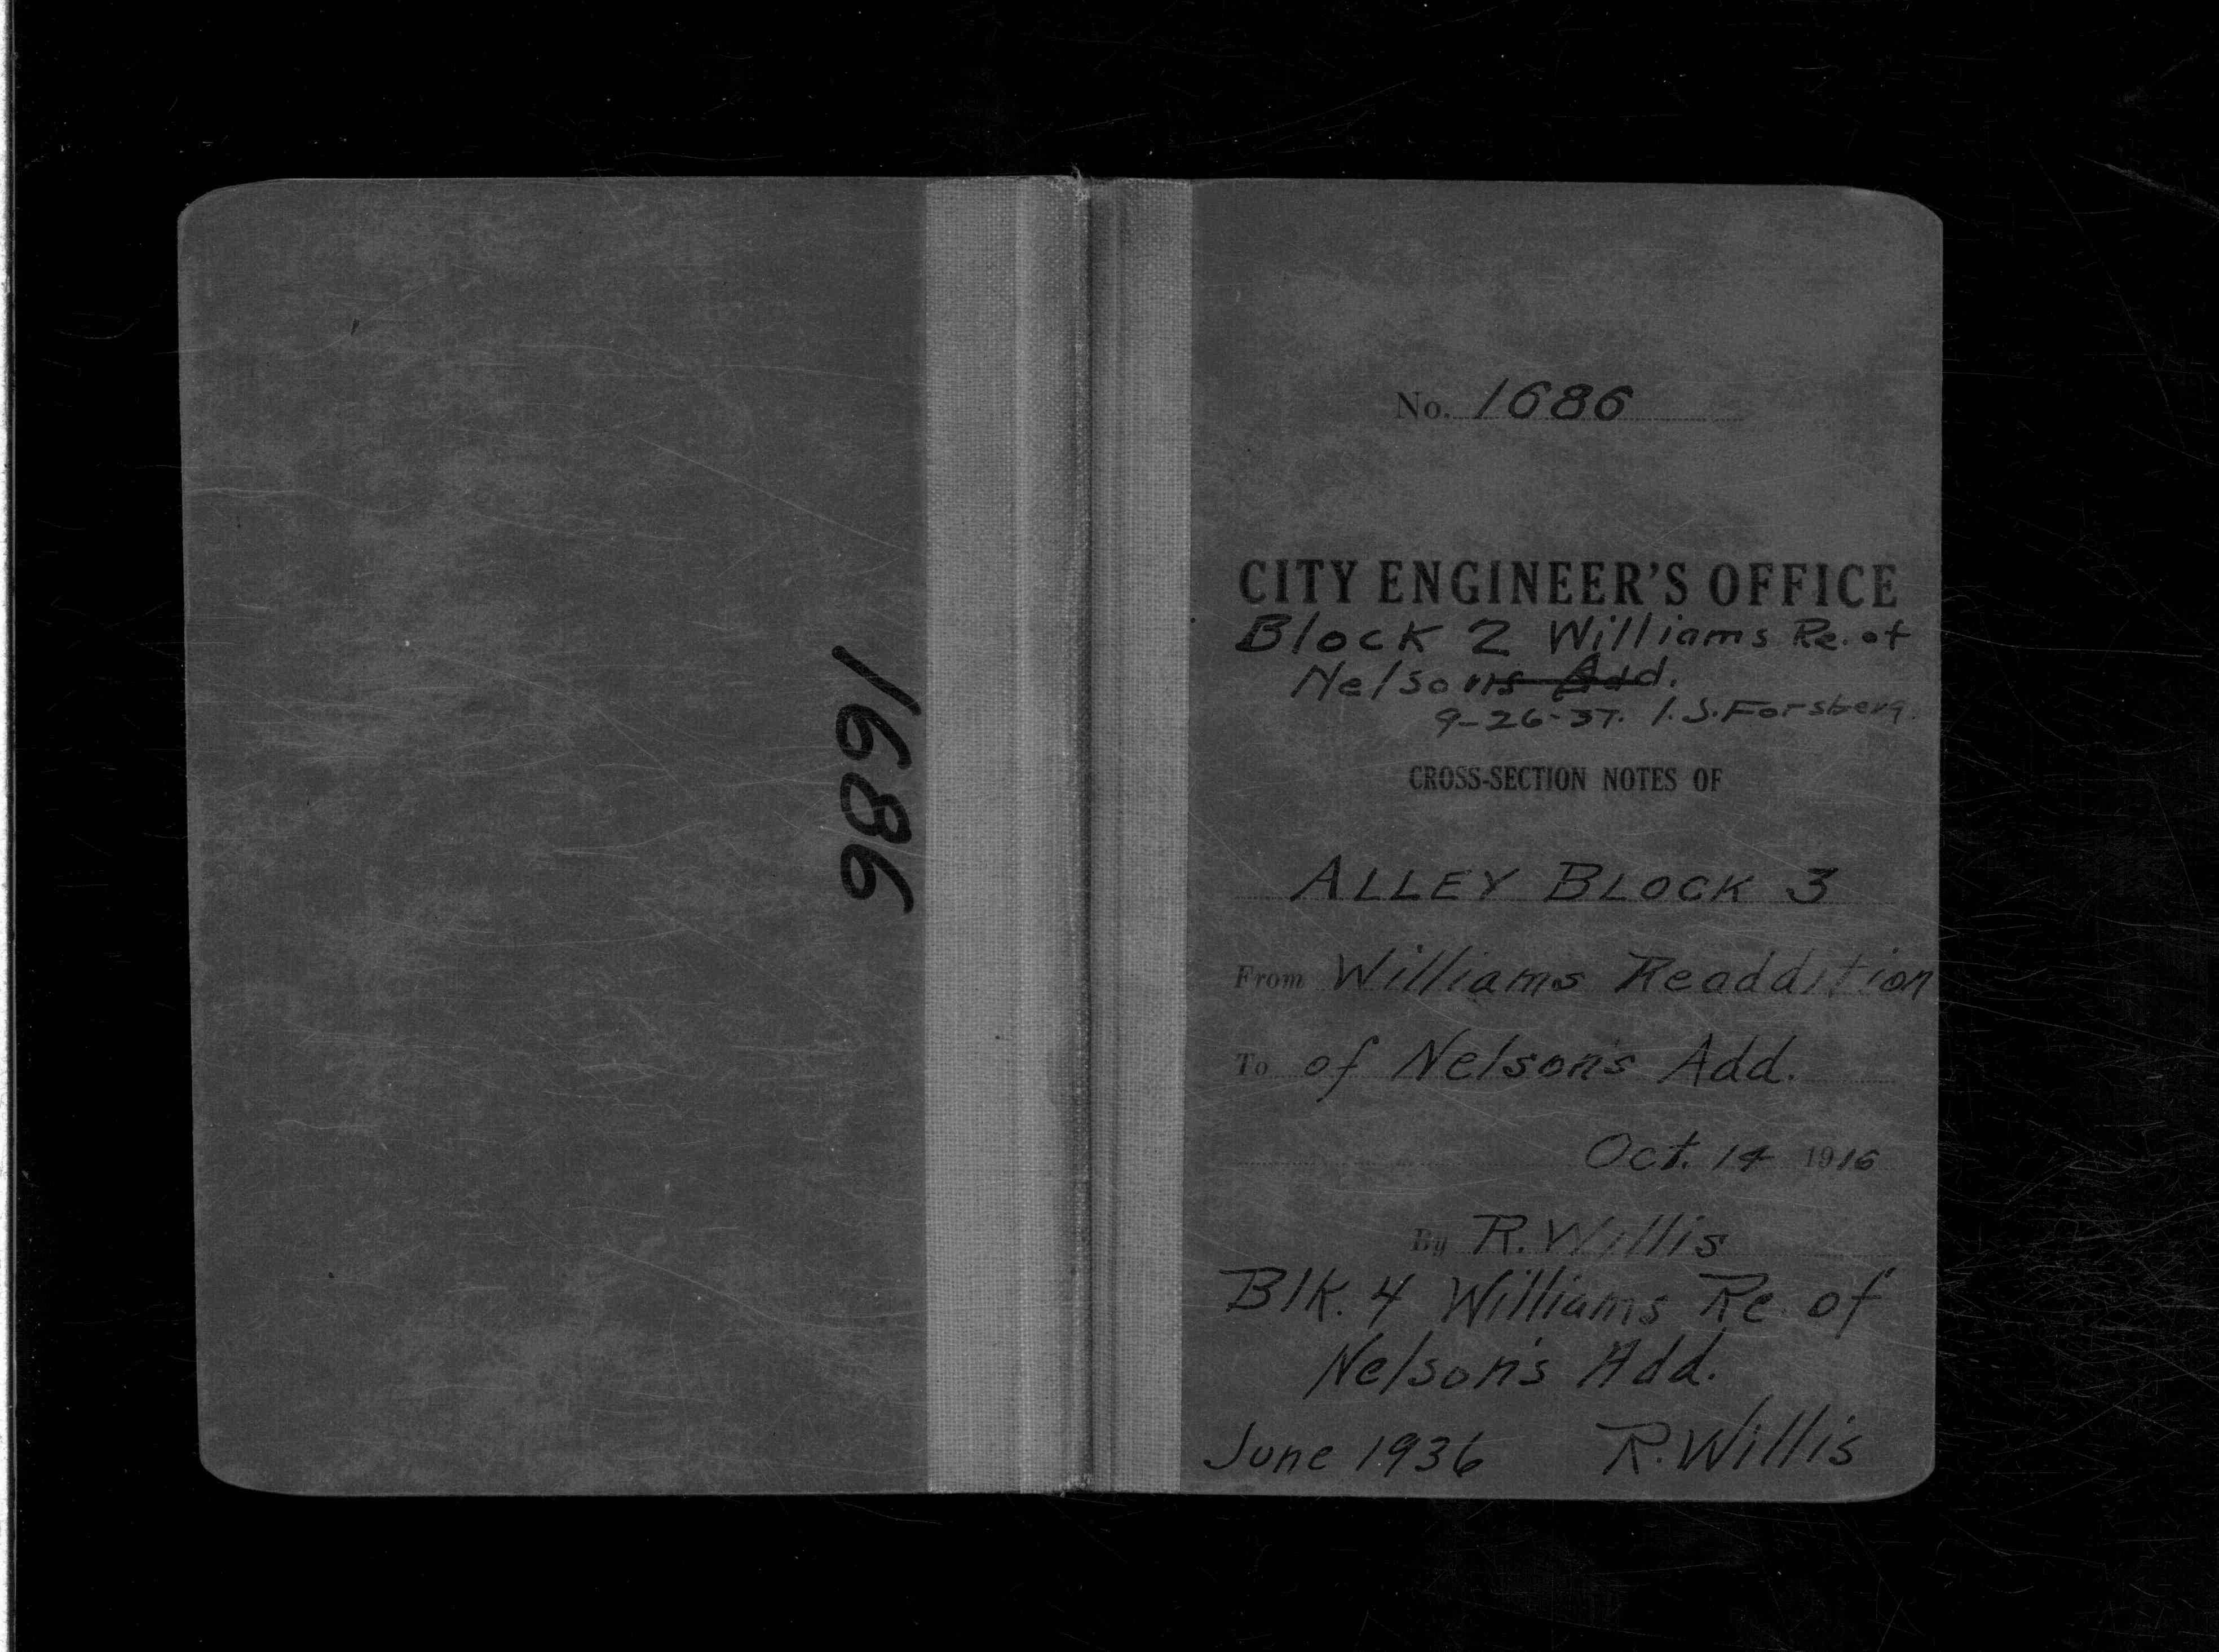 1686
No. 1686
CITY ENGINEER'S OFFICE
Block 2 Williams Re. of
Nelsons Add.
9-26-37. I.S. Forsberg.
CROSS-SECTION NOTES OF
ALLEY BLOCK 3
From Williams Readdition
To of Nelson's Add.
Oct. 14 1916
By R. Willis
Blk. 4 Williams Re. of
Nelson's Add.
June 1936 R. Willis